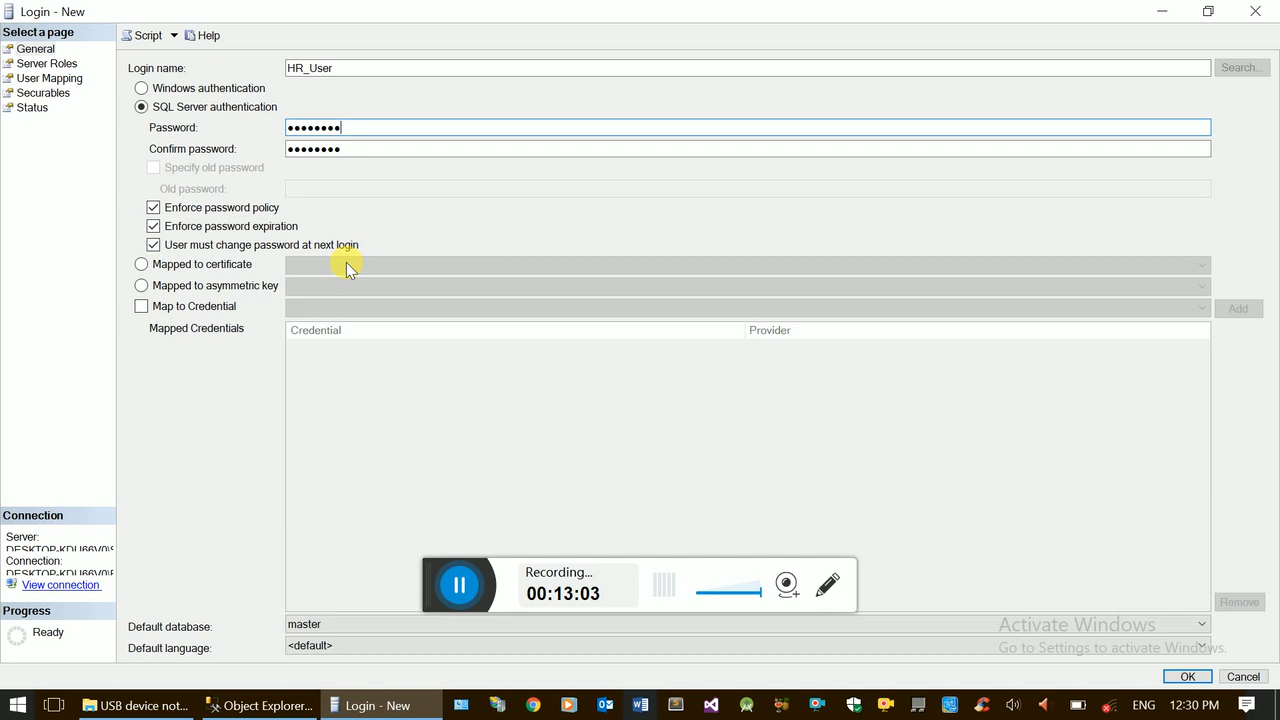 Login - New
Select a page
General
Server Roles
User Mapping
Securables
Status
Script
Help
Login name:
HR_User
Search...
Windows authentication
SQL Server authentication
Password:
●●●●●●●●
Confirm password:
●●●●●●●●
Specify old password
Old password:
Enforce password policy
Enforce password expiration
User must change password at next login
Mapped to certificate
Mapped to asymmetric key
Map to Credential
Add
Mapped Credentials
Credential Provider
Remove
Default database:
master
Default language:
<default>
Connection
Server:
Connection:
View connection
Progress
Ready
Recording...
00:13:03
Activate Windows
Go to Settings to activate Windows.
OK
Cancel
USB device not...
Object Explorer...
Login - New
ENG
12:30 PM